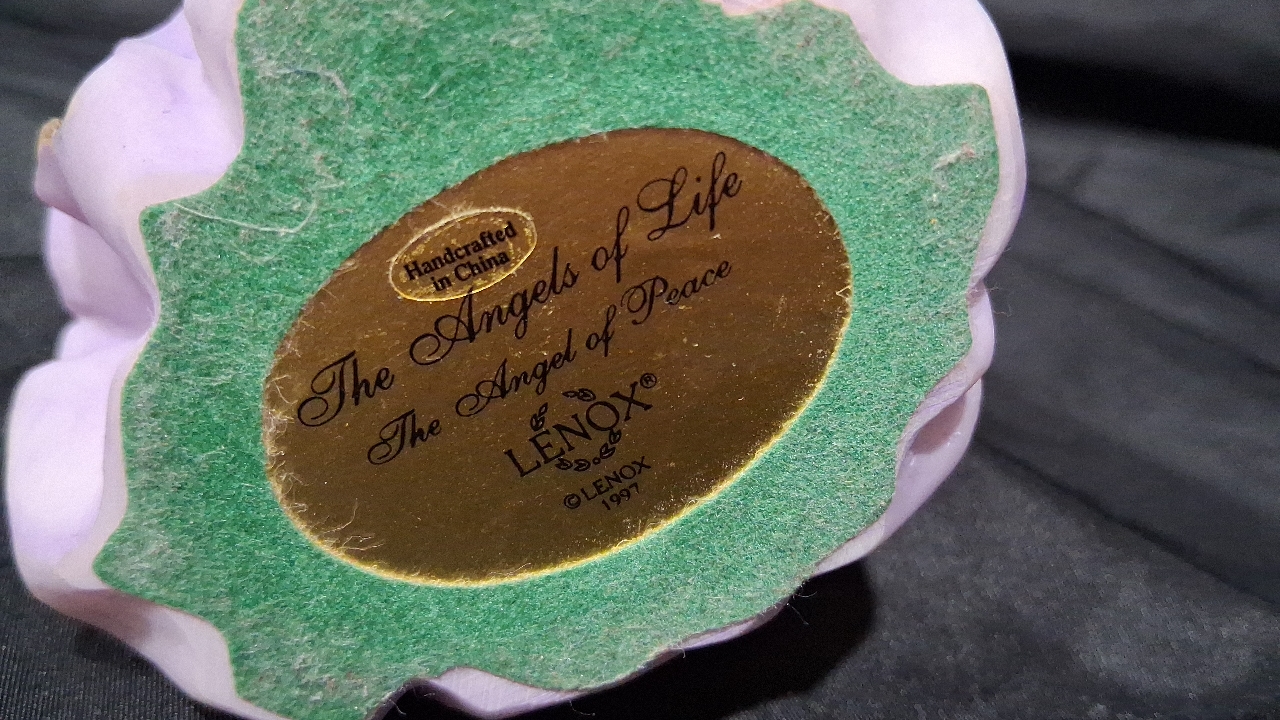 Handcrafted
in China
The Angels of Life
The Angel of Peace
LENOX®
© LENOX
1997